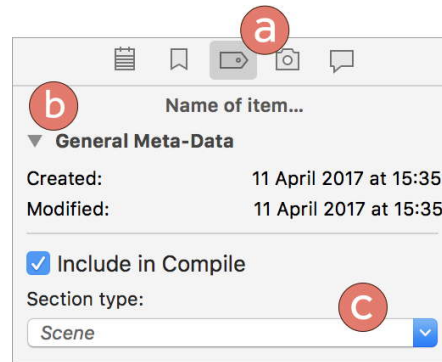 a
b
Name of item...
General Meta-Data
Created: 11 April 2017 at 15:35
Modified: 11 April 2017 at 15:35
Include in Compile
Section type:
c
Scene